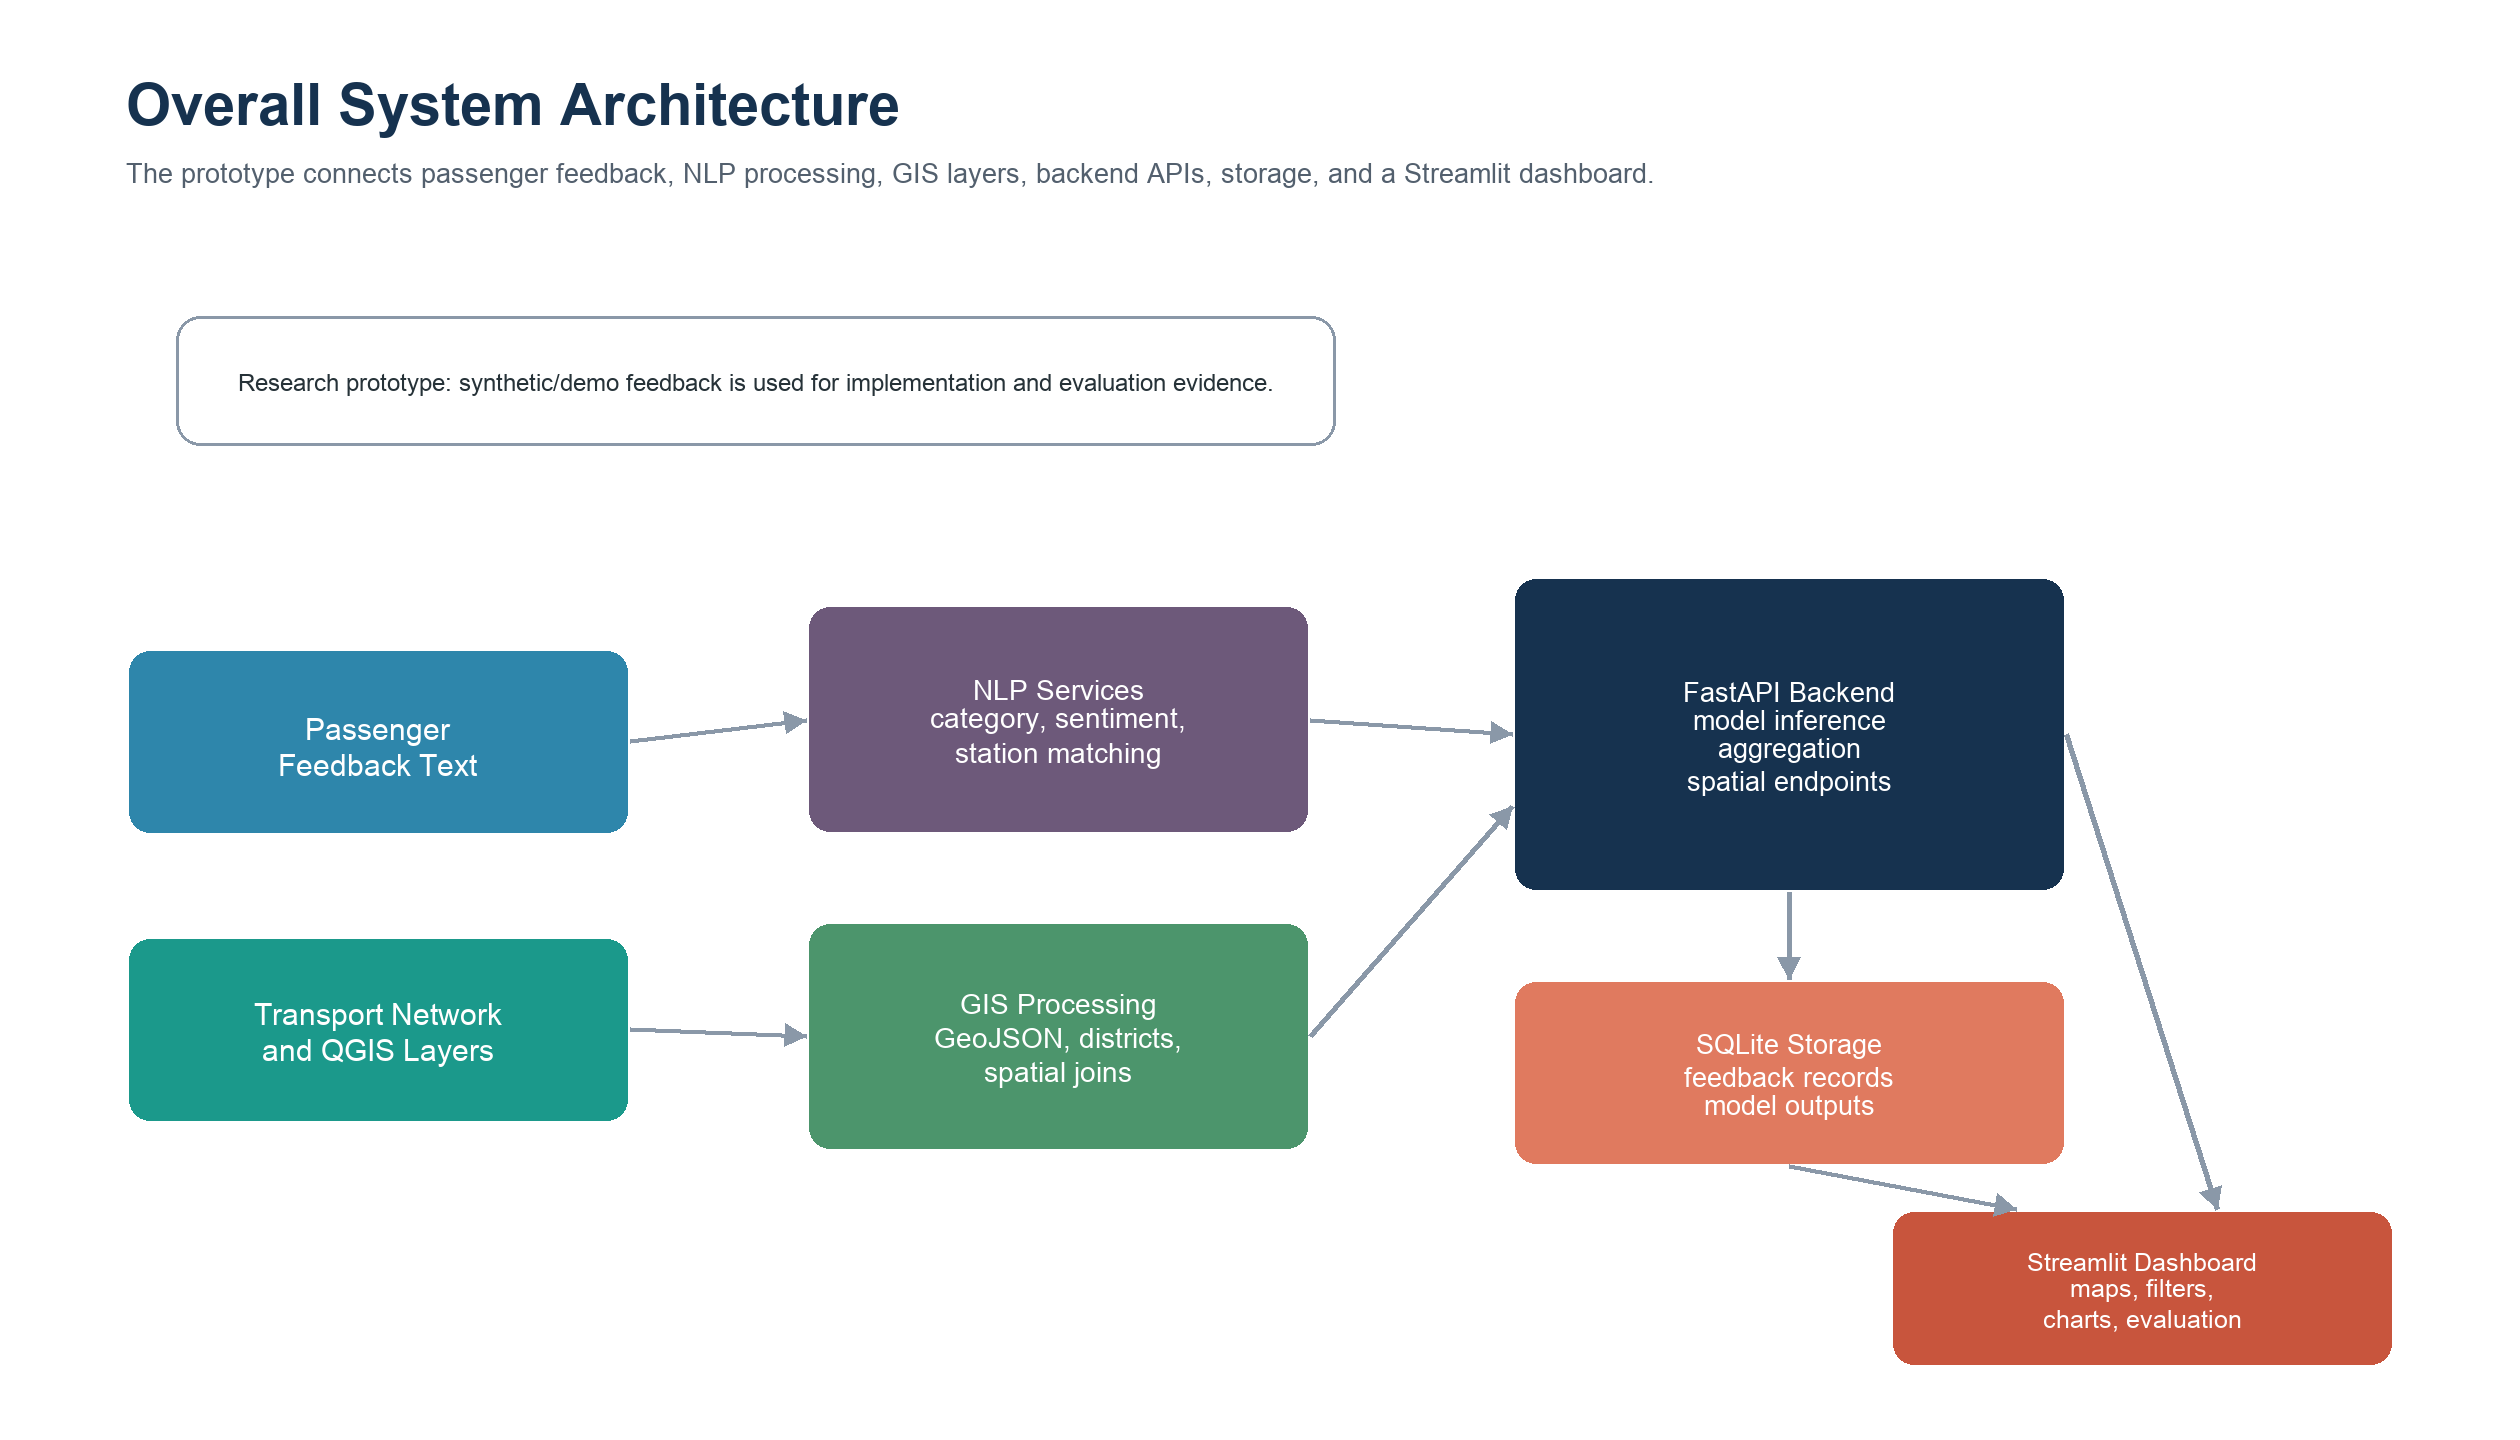 Overall System Architecture
The prototype connects passenger feedback, NLP processing, GIS layers, backend APIs, storage, and a Streamlit dashboard.
Research prototype: synthetic/demo feedback is used for implementation and evaluation evidence.
Passenger
Feedback Text
NLP Services
category, sentiment,
station matching
FastAPI Backend
model inference
aggregation
spatial endpoints
Transport Network
and QGIS Layers
GIS Processing
GeoJSON, districts,
spatial joins
SQLite Storage
feedback records
model outputs
Streamlit Dashboard
maps, filters,
charts, evaluation